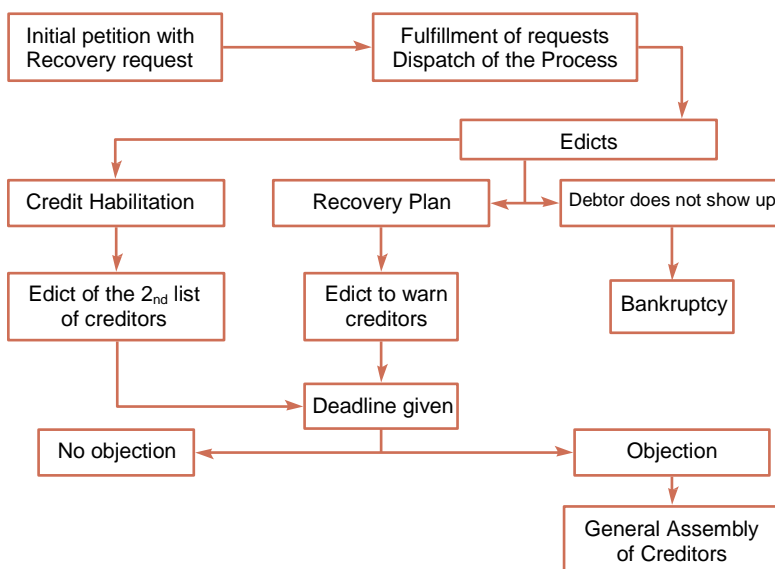 Initial petition with
Recovery request
Fulfillment of requests
Dispatch of the Process
Edicts
Credit Habilitation
Recovery Plan
Debtor does not show up
Edict of the 2nd list
of creditors
Edict to warn
creditors
Bankruptcy
Deadline given
No objection
Objection
General Assembly
of Creditors